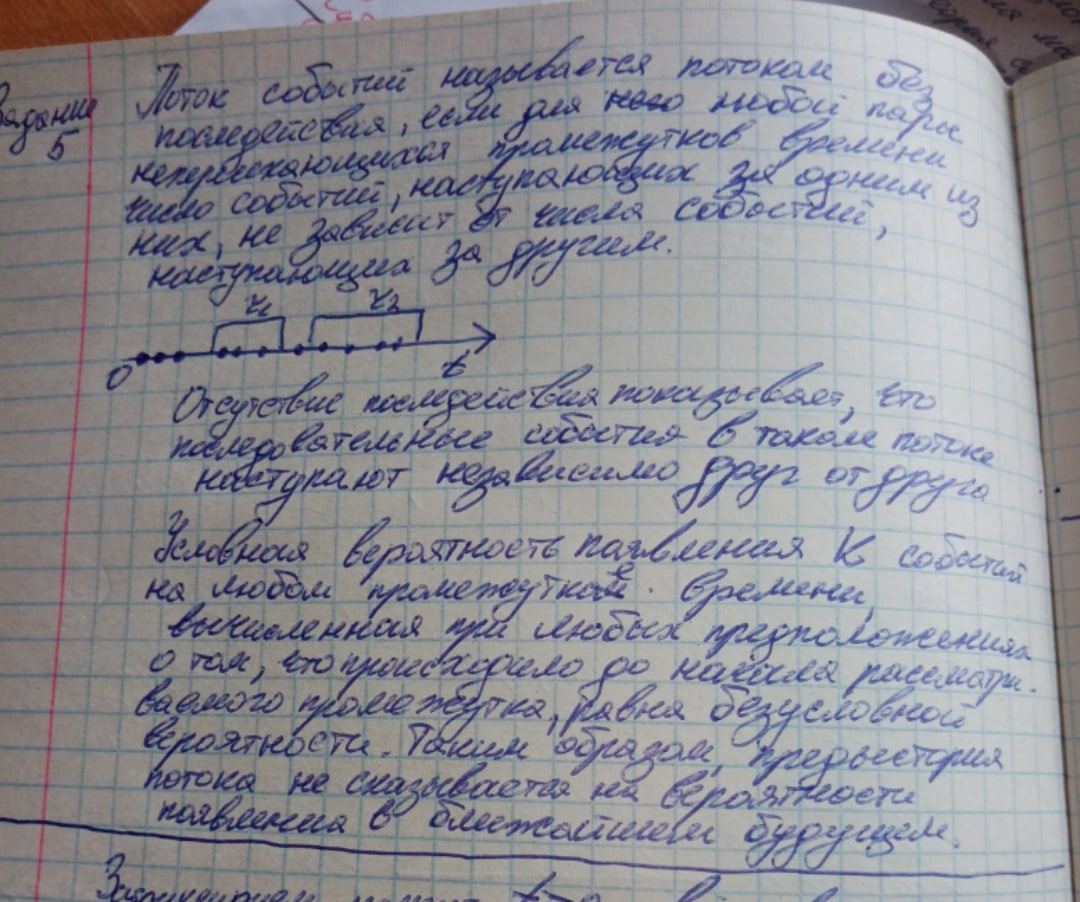 Задание
5
Поток событий называется потоком без
последействия, если для него любой пары
непересекающихся промежутков времени
число событий, наступающих за одним из
них, не зависит от числа событий,
наступающих за другим.
τ1 τ2
0 t
Отсутствие последействия показывает, что
последовательные события в таком потоке
наступают независимо друг от друга
Условная вероятность появления K событий
на любом промежутке времени,
вычисленная при любых предположениях
о том, что происходило до начала рассматри-
ваемого промежутка, равна безусловной
вероятности. Таким образом, предыстория
потока не сказывается на вероятности
появления в ближайшем будущем.